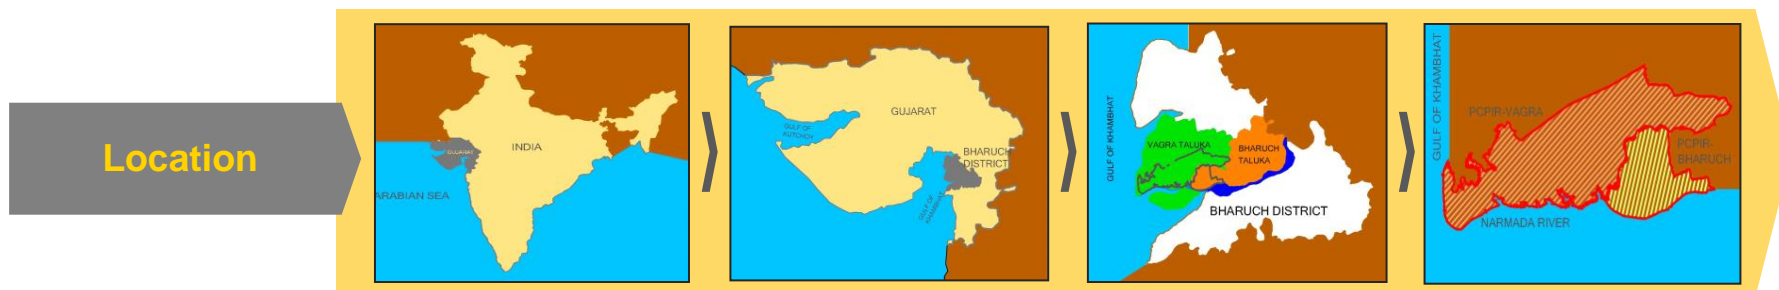 Location
INDIA
GUJARAT
ARABIAN SEA
GUJARAT
GULF OF
KUTCHCH
BHARUCH
DISTRICT
GULF OF
KHAMBHAT
GULF OF KHAMBHAT
VAGRA TALUKA
BHARUCH
TALUKA
BHARUCH DISTRICT
GULF OF KHAMBHAT
PCPIR-VAGRA
PCPIR-
BHARUCH
NARMADA RIVER